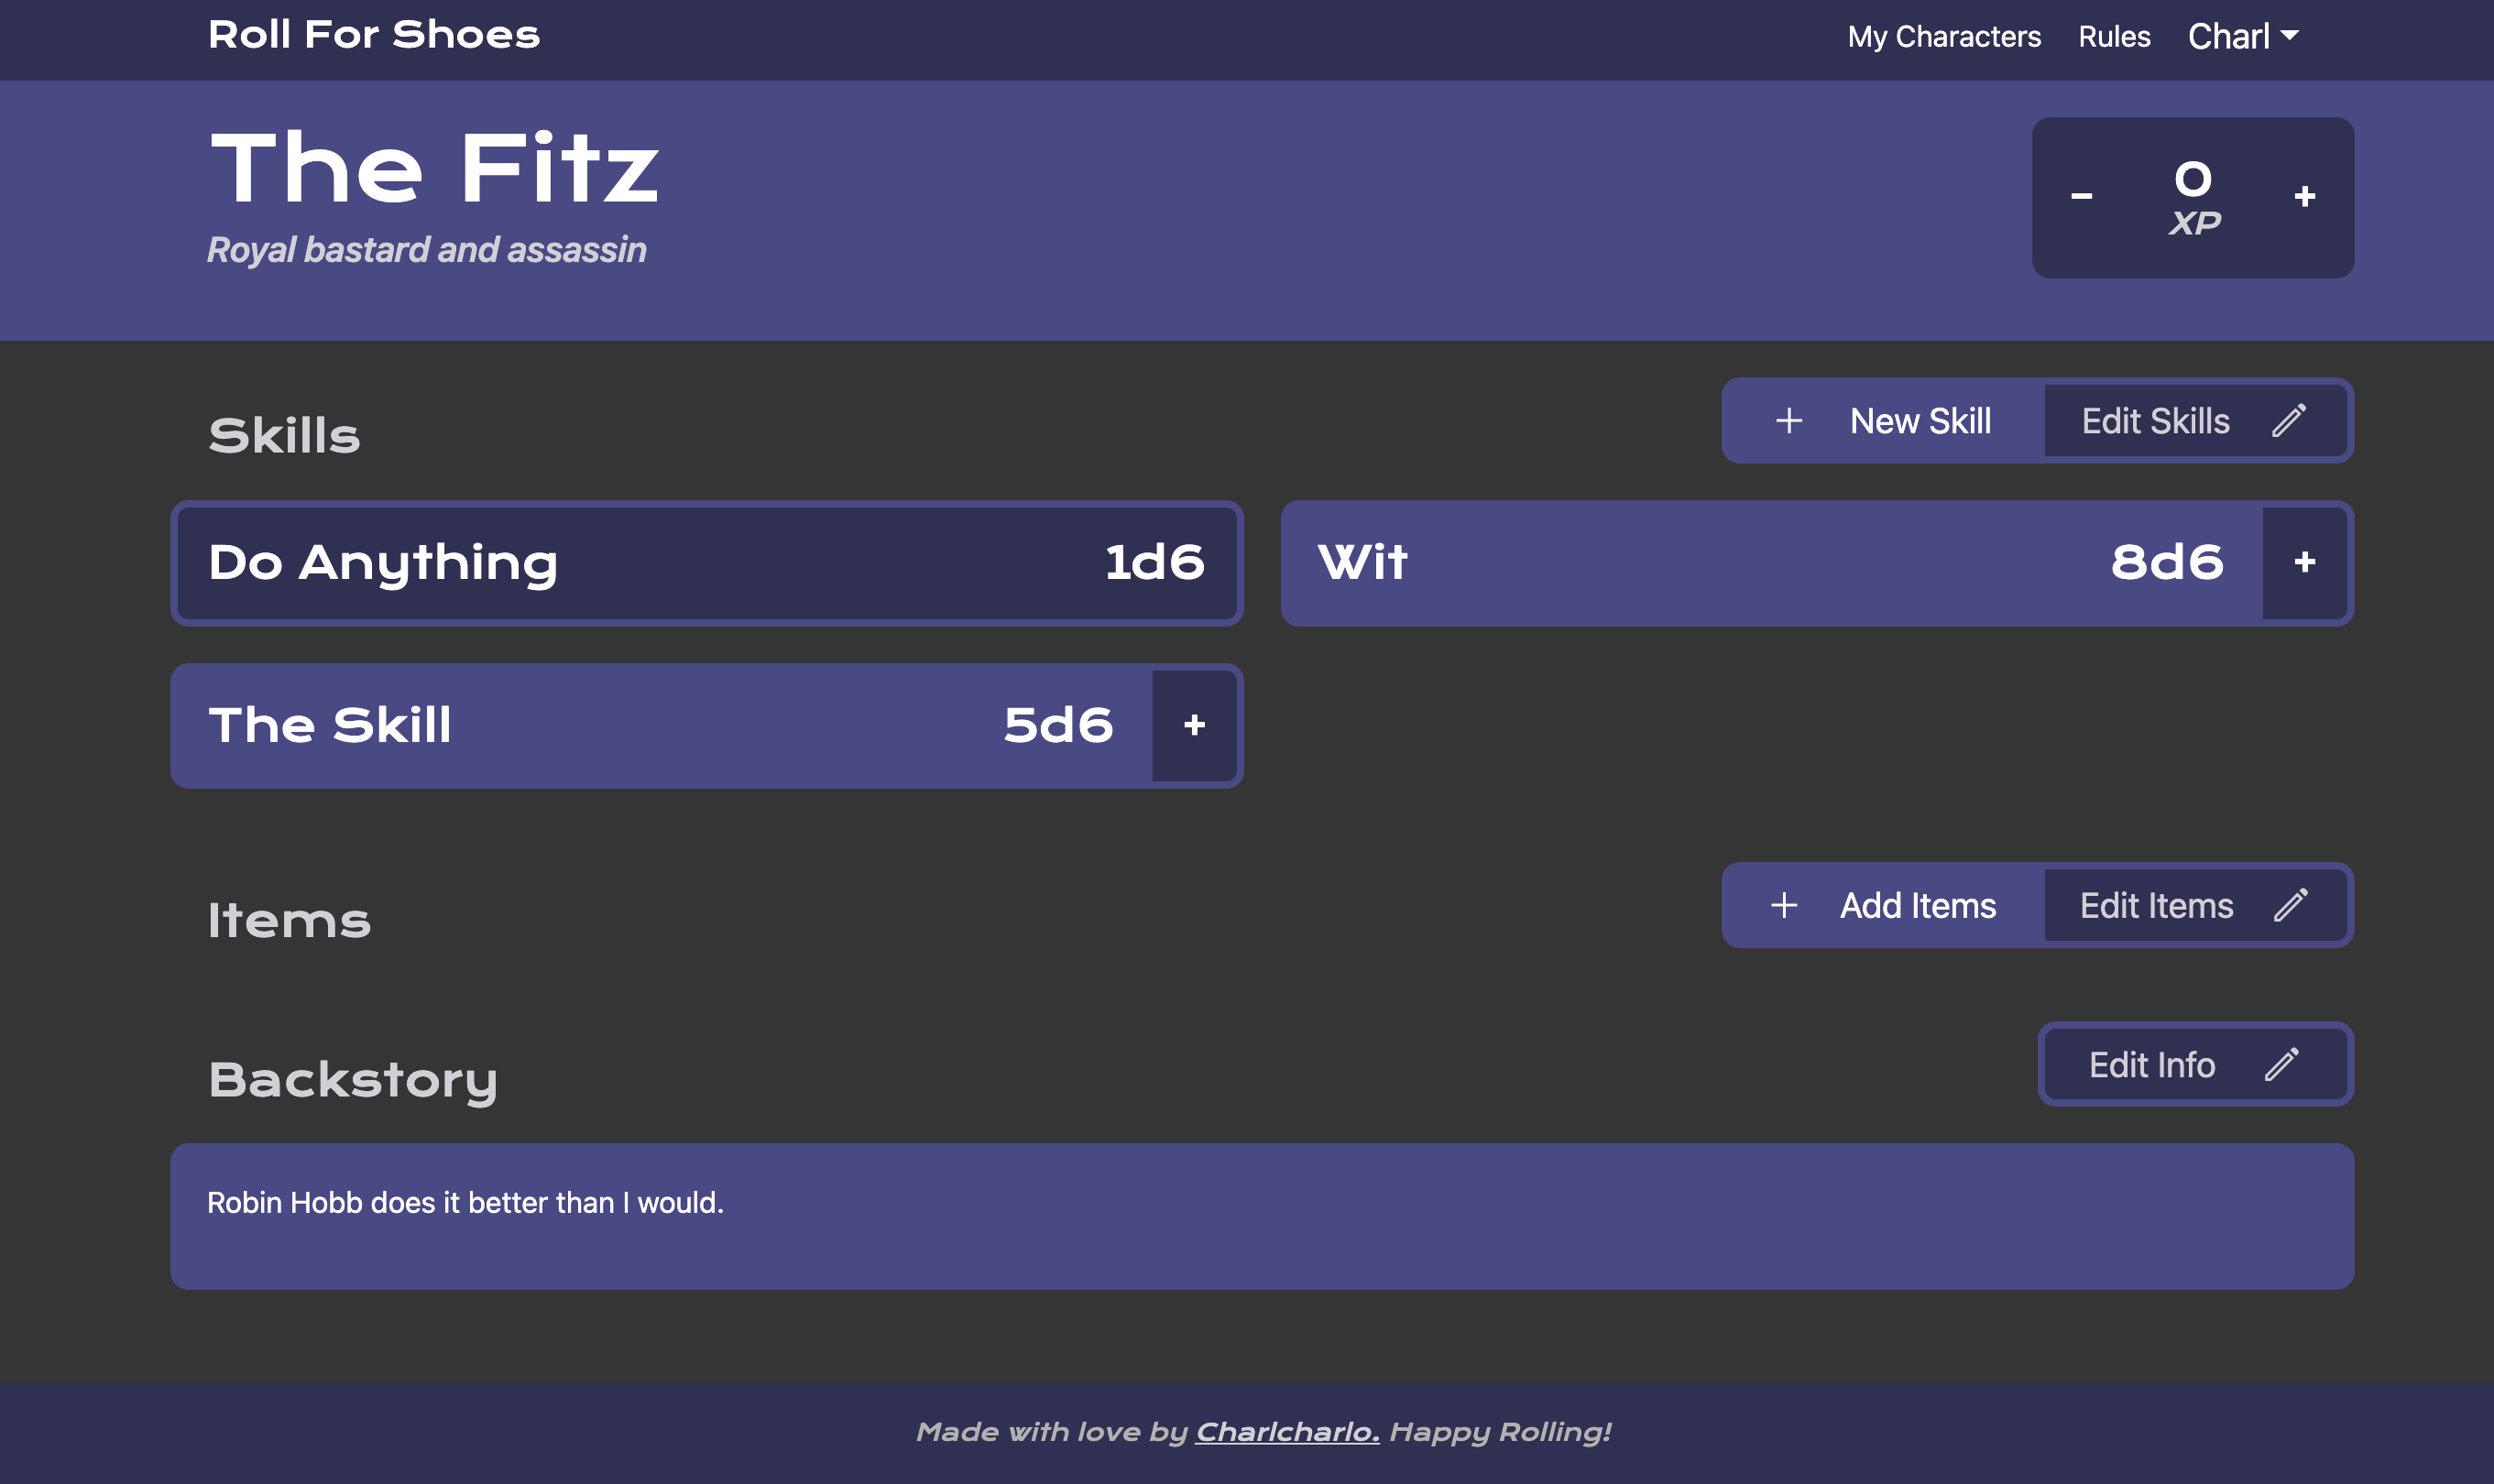 Roll For Shoes
My Characters Rules Charl
The Fitz
Royal bastard and assassin
- 0 +
XP
Skills
+ New Skill Edit Skills
Do Anything 1d6
Wit 8d6 +
The Skill 5d6 +
Items
+ Add Items Edit Items
Backstory
Edit Info
Robin Hobb does it better than I would.
Made with love by Charlcharlo. Happy Rolling!